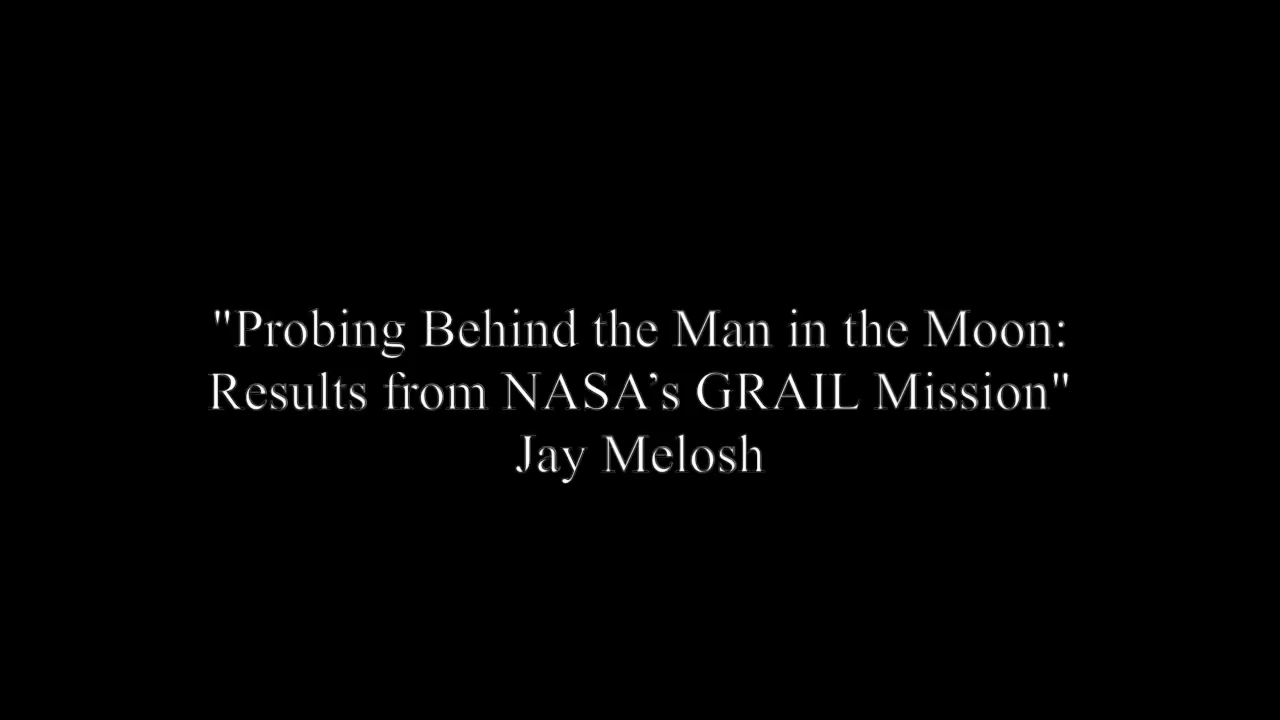 "Probing Behind the Man in the Moon:
Results from NASA’s GRAIL Mission"
Jay Melosh